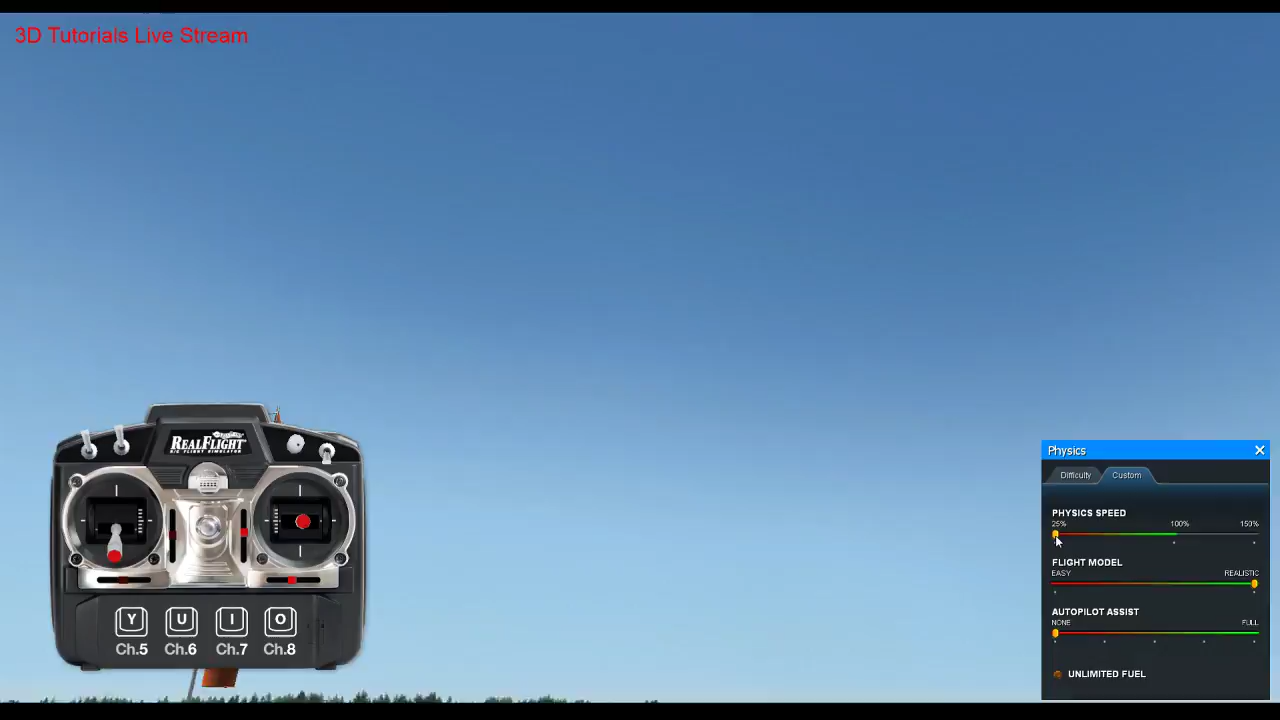 3D Tutorials Live Stream
REALFLIGHT
R/C FLIGHT SIMULATOR
Y U I O
Ch.5 Ch.6 Ch.7 Ch.8
Physics
Difficulty Custom
PHYSICS SPEED
25% 100% 150%
FLIGHT MODEL
EASY REALISTIC
AUTOPILOT ASSIST
NONE FULL
UNLIMITED FUEL